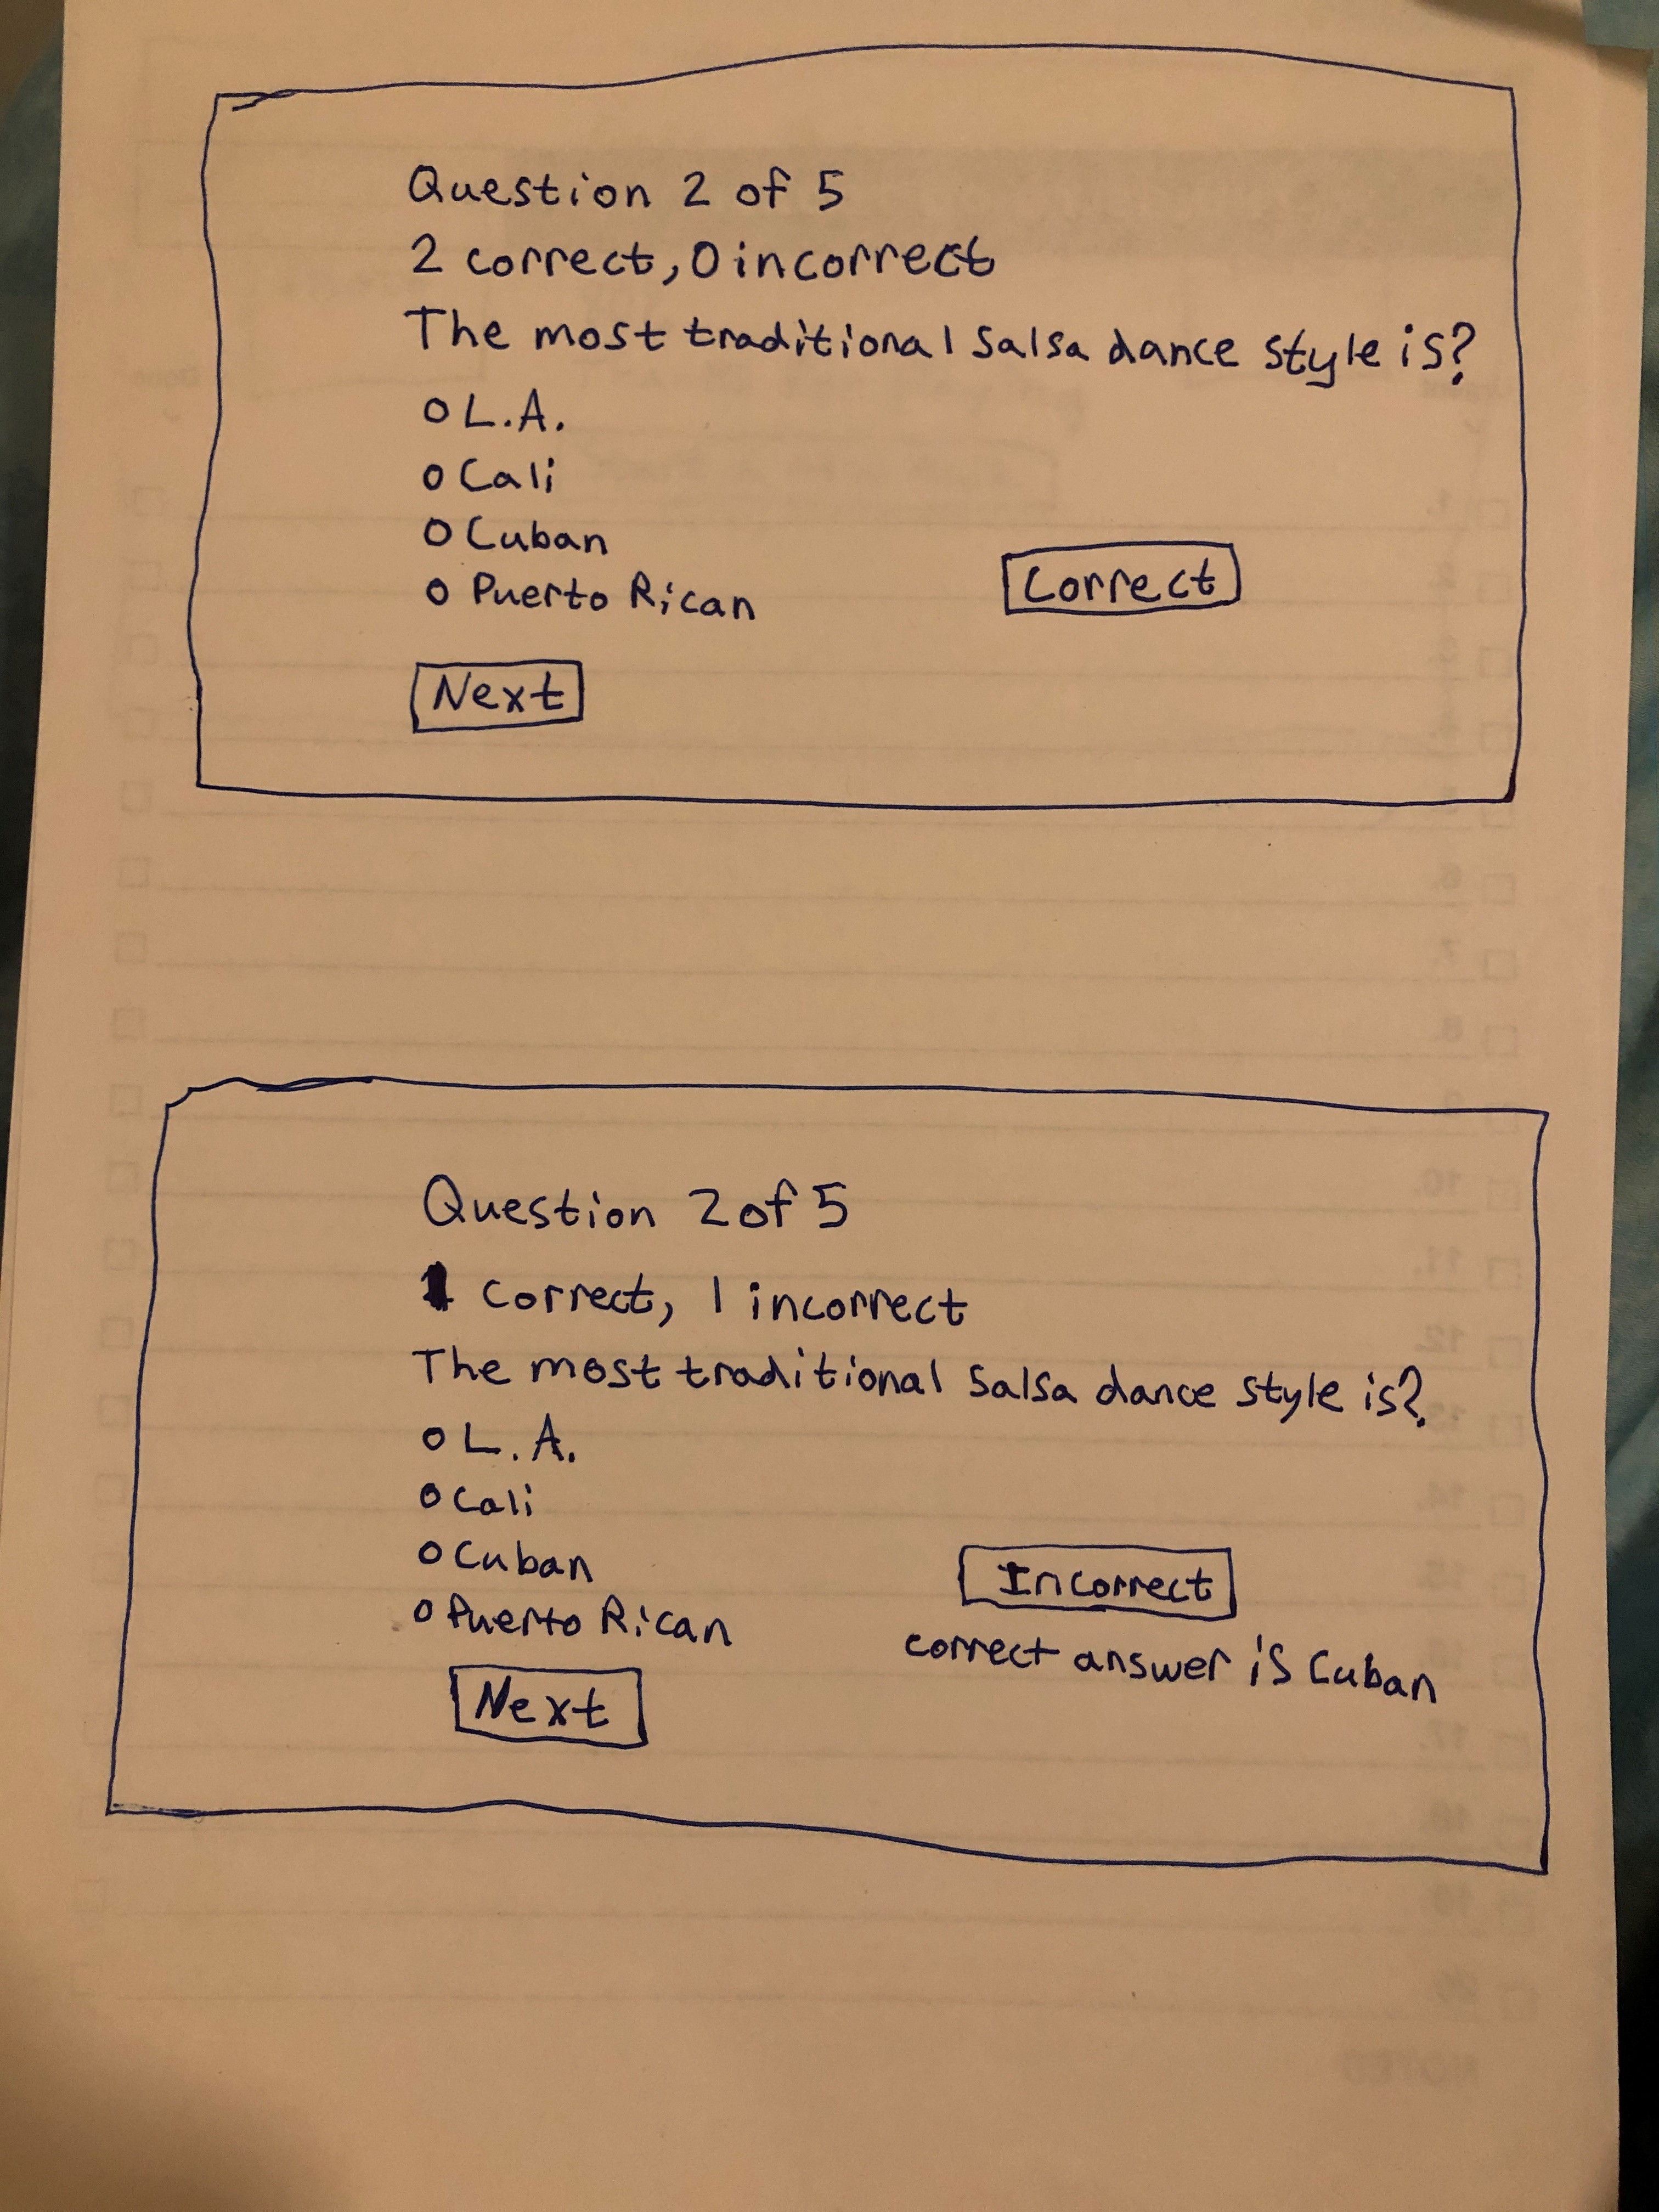 Question 2 of 5
2 correct, 0 incorrect
The most traditional salsa dance style is?
L.A.
Cali
Cuban
Puerto Rican
Correct
Next
Question 2 of 5
1 correct, 1 incorrect
The most traditional salsa dance style is?
L.A.
Cali
Cuban
Puerto Rican
Incorrect
correct answer is Cuban
Next